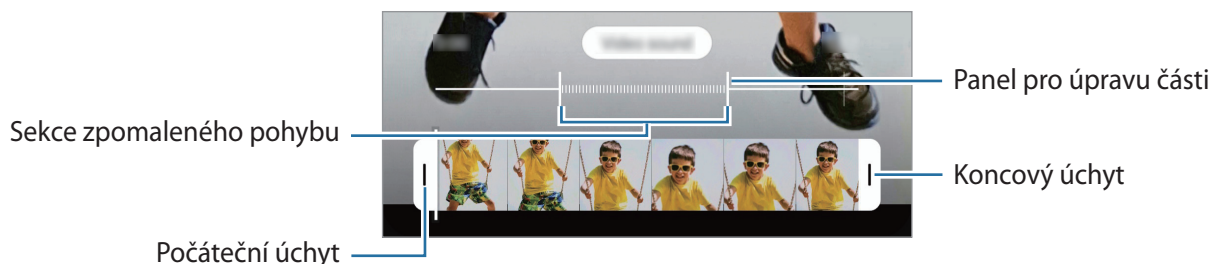 Panel pro úpravu části
Sekce zpomaleného pohybu
Koncový úchyt
Počáteční úchyt